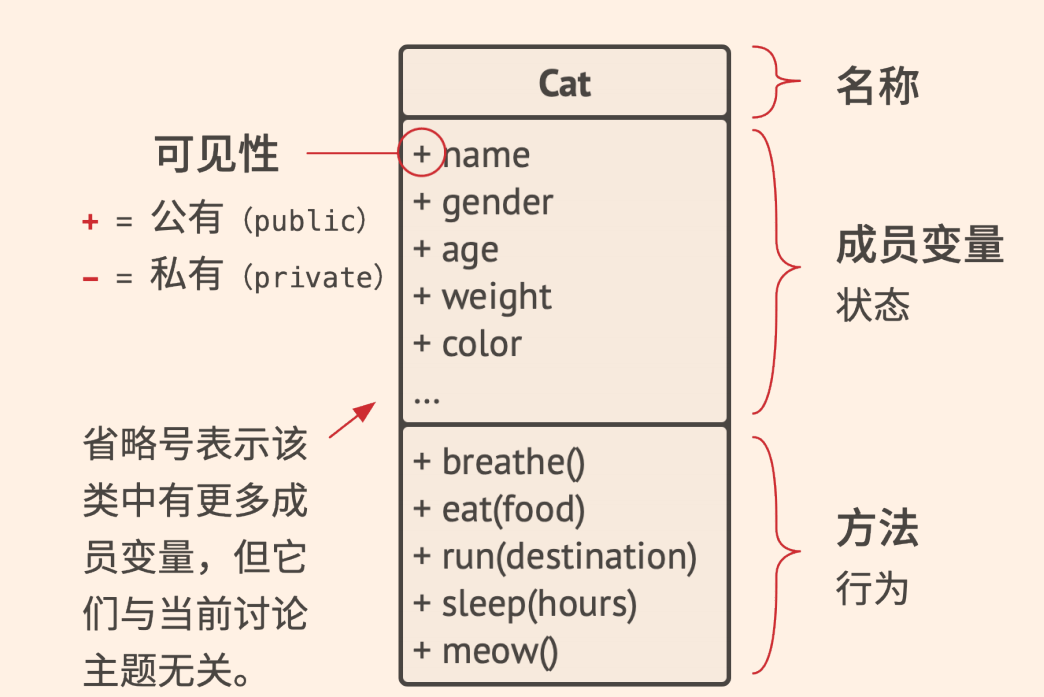 Cat
名称
可见性
+ = 公有（public）
− = 私有（private）
+ name
+ gender
+ age
+ weight
+ color
...
成员变量
状态
省略号表示该
类中有更多成
员变量，但它
们与当前讨论
主题无关。
+ breathe()
+ eat(food)
+ run(destination)
+ sleep(hours)
+ meow()
方法
行为